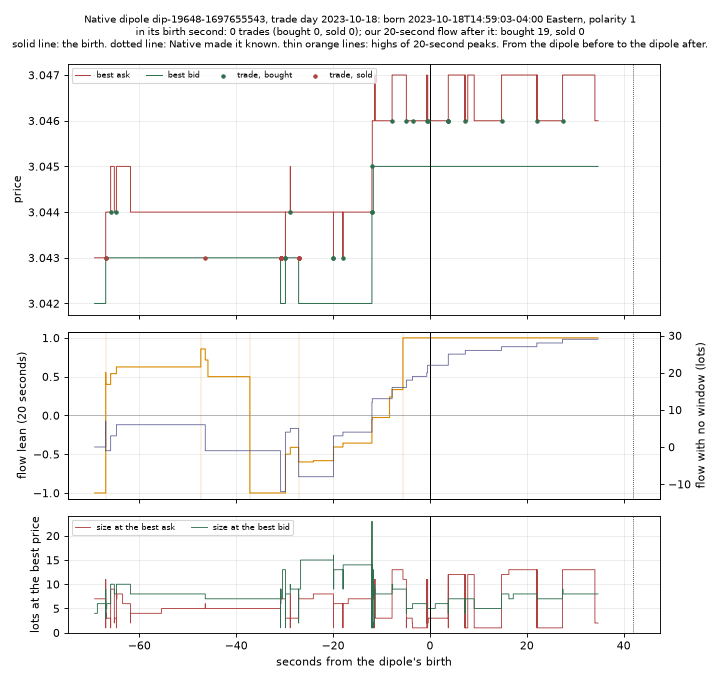 Native dipole dip-19648-1697655543, trade day 2023-10-18: born 2023-10-18T14:59:03-04:00 Eastern, polarity 1
in its birth second: 0 trades (bought 0, sold 0); our 20-second flow after it: bought 19, sold 0
solid line: the birth. dotted line: Native made it known. thin orange lines: highs of 20-second peaks. From the dipole before to the dipole after.
best ask
best bid
trade, bought
trade, sold
3.047
3.046
3.045
3.044
3.043
3.042
price
1.0
0.5
0.0
−0.5
−1.0
flow lean (20 seconds)
30
20
10
0
−10
flow with no window (lots)
size at the best ask
size at the best bid
20
15
10
5
0
lots at the best price
−60
−40
−20
0
20
40
seconds from the dipole's birth